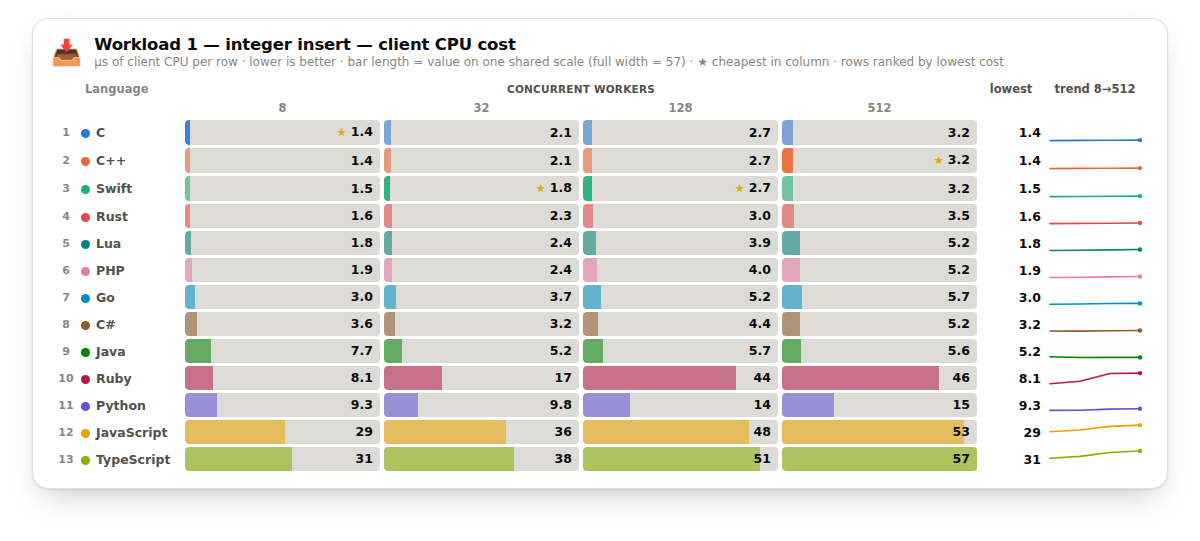 Workload 1 — integer insert — client CPU cost
µs of client CPU per row · lower is better · bar length = value on one shared scale (full width = 57) · ★ cheapest in column · rows ranked by lowest cost
Language CONCURRENT WORKERS lowest trend 8→512
8 32 128 512
1 C ★ 1.4 2.1 2.7 3.2 1.4
2 C++ 1.4 2.1 2.7 ★ 3.2 1.4
3 Swift 1.5 ★ 1.8 ★ 2.7 3.2 1.5
4 Rust 1.6 2.3 3.0 3.5 1.6
5 Lua 1.8 2.4 3.9 5.2 1.8
6 PHP 1.9 2.4 4.0 5.2 1.9
7 Go 3.0 3.7 5.2 5.7 3.0
8 C# 3.6 3.2 4.4 5.2 3.2
9 Java 7.7 5.2 5.7 5.6 5.2
10 Ruby 8.1 17 44 46 8.1
11 Python 9.3 9.8 14 15 9.3
12 JavaScript 29 36 48 53 29
13 TypeScript 31 38 51 57 31